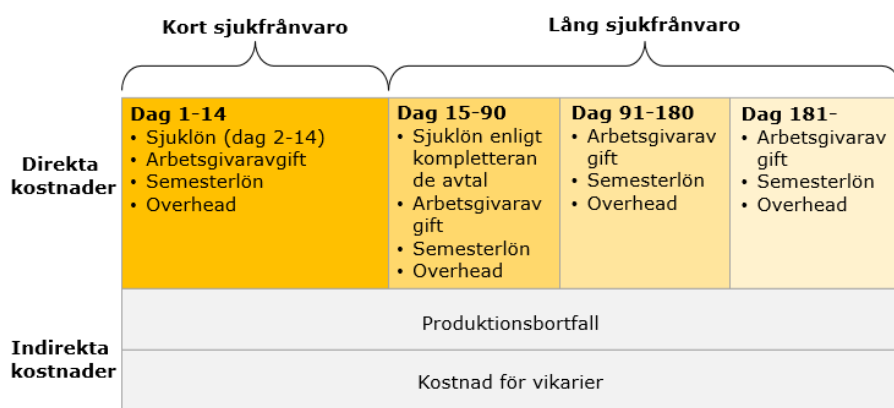 Kort sjukfrånvaro
Lång sjukfrånvaro
Direkta
kostnader
Dag 1-14
• Sjuklön (dag 2-14)
• Arbetsgivaravgift
• Semesterlön
• Overhead
Dag 15-90
• Sjuklön enligt
kompletteran
de avtal
• Arbetsgivarav
gift
• Semesterlön
• Overhead
Dag 91-180
• Arbetsgivarav
gift
• Semesterlön
• Overhead
Dag 181-
• Arbetsgivarav
gift
• Semesterlön
• Overhead
Indirekta
kostnader
Produktionsbortfall
Kostnad för vikarier